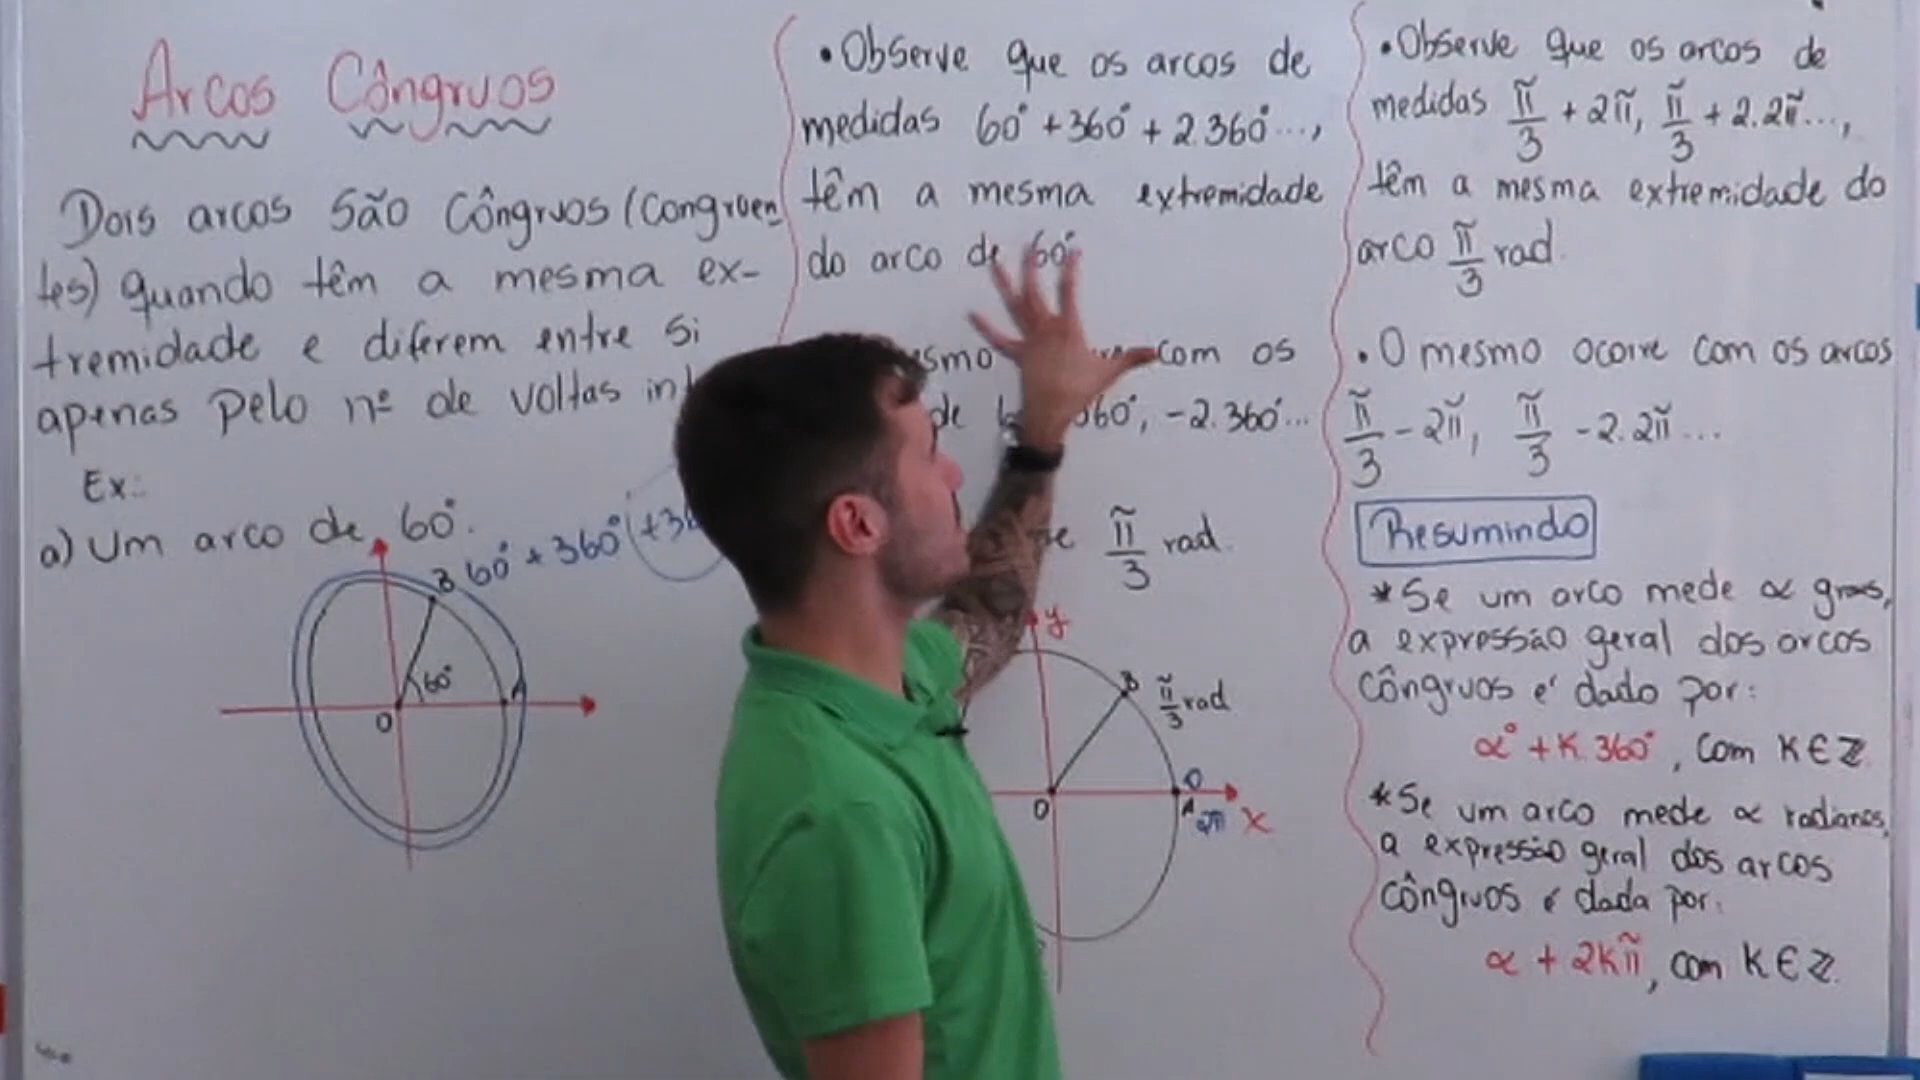 Arcos Côngruos
Dois arcos são Côngruos (Congruen
tes) quando têm a mesma ex-
tremidade e diferem entre si
apenas pelo nº de voltas
Ex:
a) Um arco de 60°.
B 60° + 360°
60°
A
O
• Observe que os arcos de
medidas 60° + 360° + 2.360° ...,
têm a mesma extremidade
do arco de 60°
com os
de 360°, -2.360° ...
π/3 rad.
y
B π/3 rad
O
0
A 2π x
• Observe que os arcos de
medidas π/3 + 2π, π/3 + 2.2π ...,
têm a mesma extremidade do
arco π/3 rad.
• O mesmo ocorre com os arcos
π/3 - 2π, π/3 - 2.2π ...
Resumindo
* Se um arco mede α graus,
a expressão geral dos arcos
côngruos é dado por:
α° + K.360°, com K ∈ ℤ.
* Se um arco mede α radianos,
a expressão geral dos arcos
côngruos é dada por:
α + 2Kπ, com K ∈ ℤ.